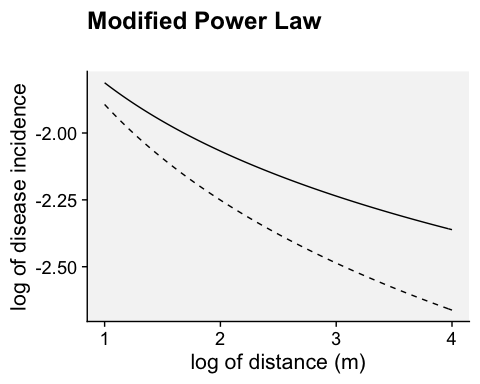 Modified Power Law
log of disease incidence
-2.00
-2.25
-2.50
1 2 3 4
log of distance (m)